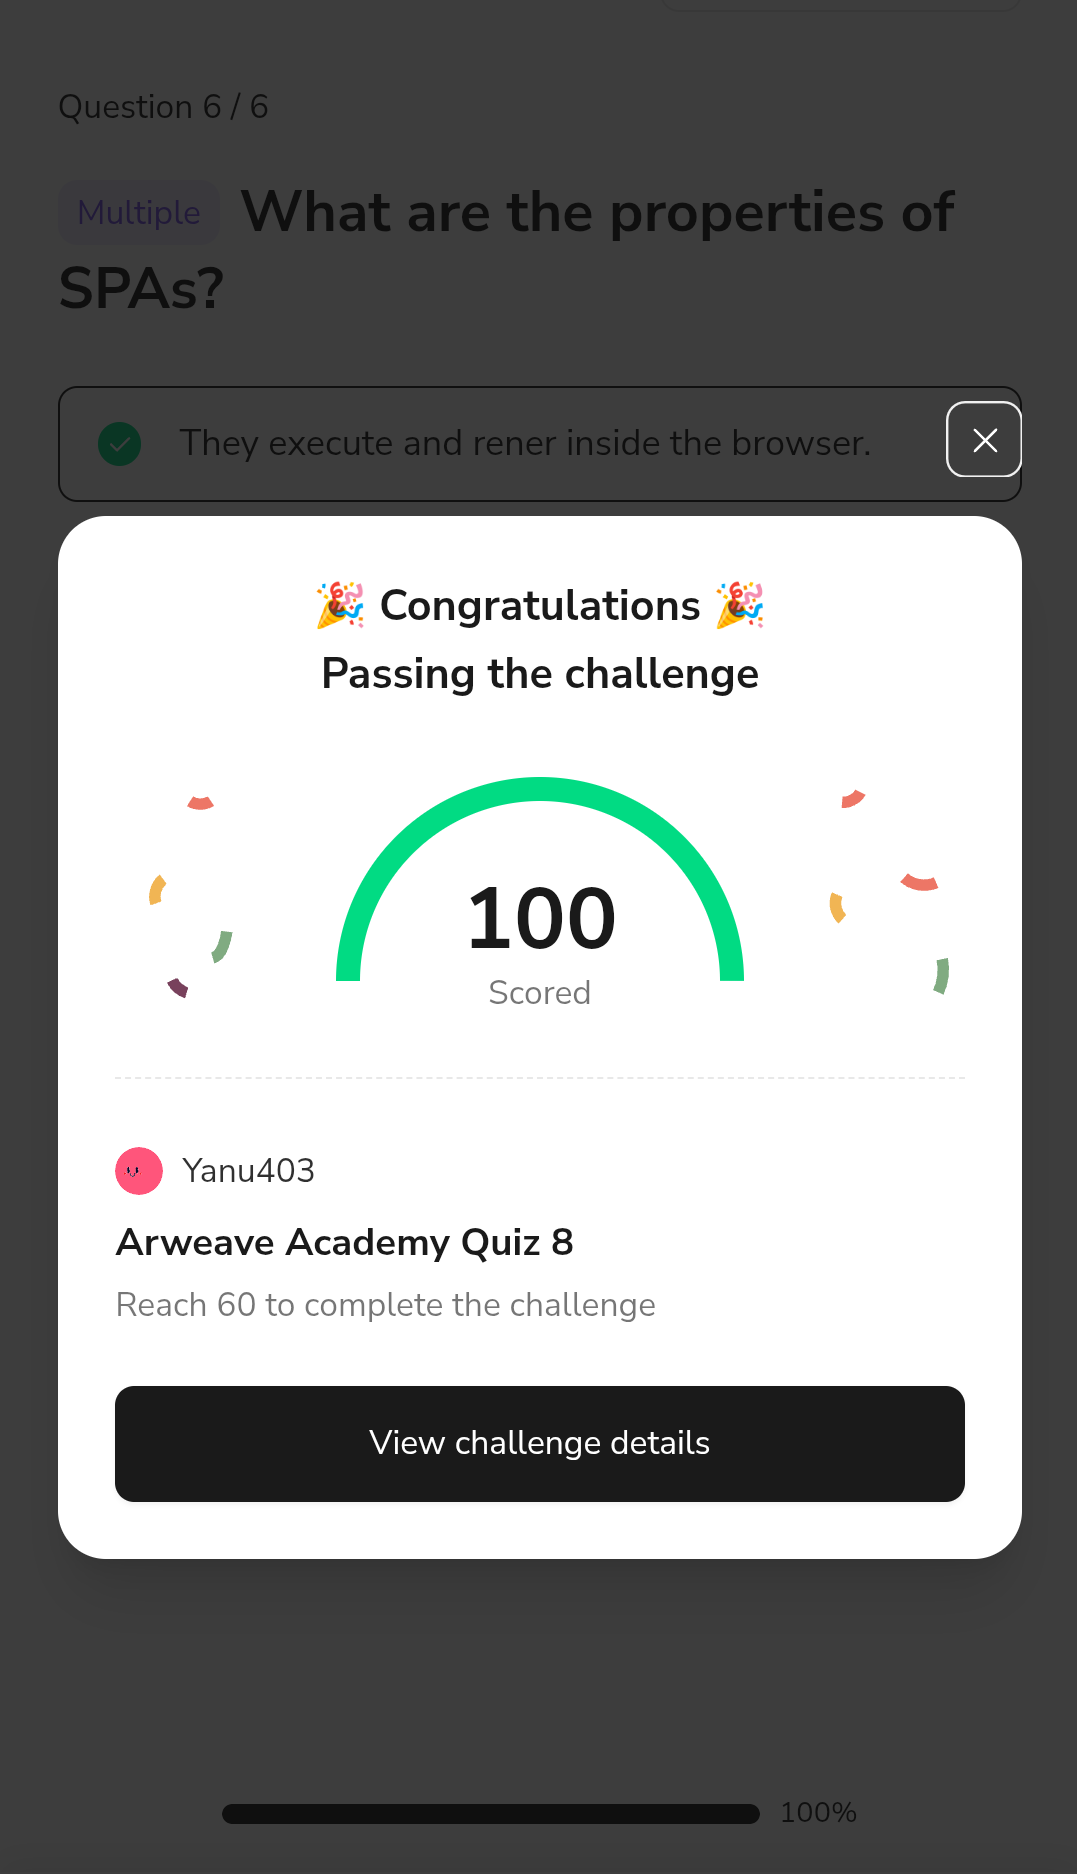 Question 6 / 6
Multiple What are the properties of
SPAs?
They execute and rener inside the browser.
🎉 Congratulations 🎉
Passing the challenge
100
Scored
Yanu403
Arweave Academy Quiz 8
Reach 60 to complete the challenge
View challenge details
100%